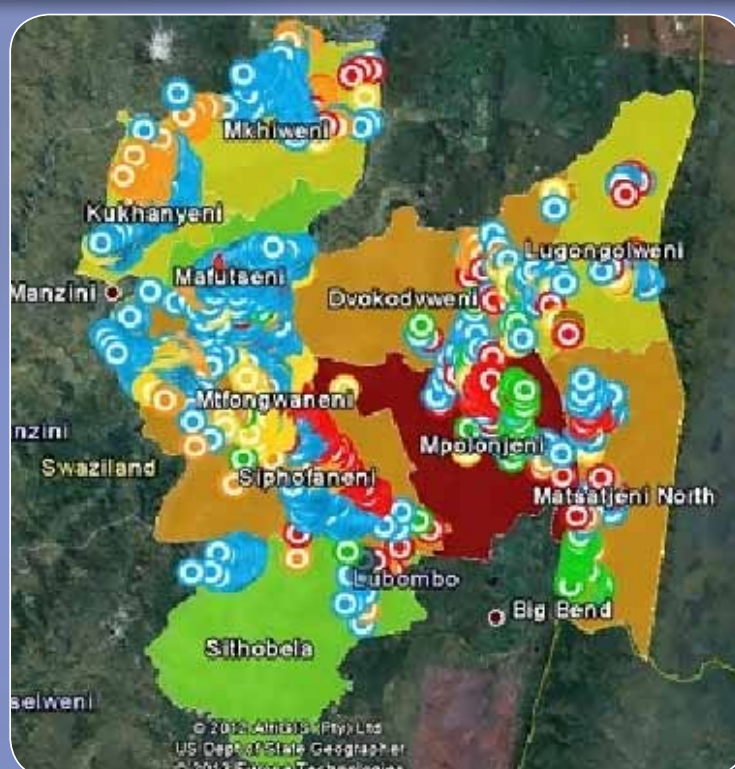 Mkhiweni
Kukhanyeni
Lugongolweni
Mafutseni
Manzini
Dvokodvweni
Mtfongwaneni
nzini
Mpolonjeni
Swaziland
Siphofaneni
Matsatjeni North
Lubombo
Big Bend
Sithobela
selweni
© 2012 AfriGIS (Pty) Ltd
US Dept of State Geographer